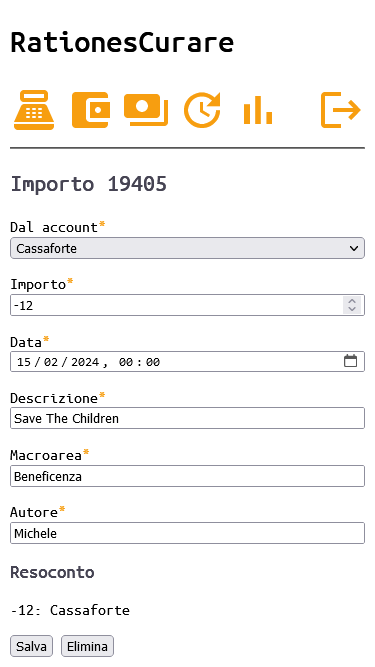 RationesCurare
Importo 19405
Dal account*
Cassaforte
Importo*
-12
Data*
15/02/2024, 00:00
Descrizione*
Save The Children
Macroarea*
Beneficenza
Autore*
Michele
Resoconto
-12: Cassaforte
Salva Elimina